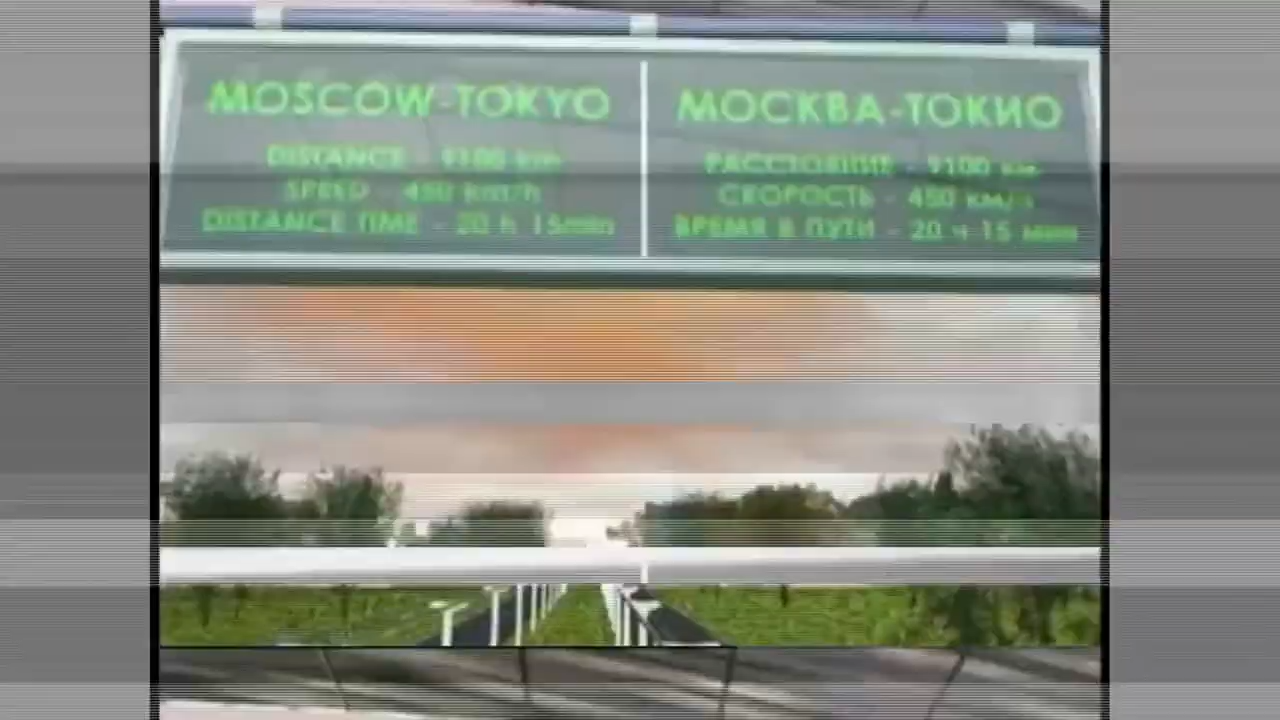 MOSCOW-TOKYO
DISTANCE - 9100 km
SPEED - 450 km/h
DISTANCE TIME - 20 h 15min
МОСКВА-ТОКИО
РАССТОЯНИЕ - 9100 км
СКОРОСТЬ - 450 км/ч
ВРЕМЯ В ПУТИ - 20 ч 15 мин